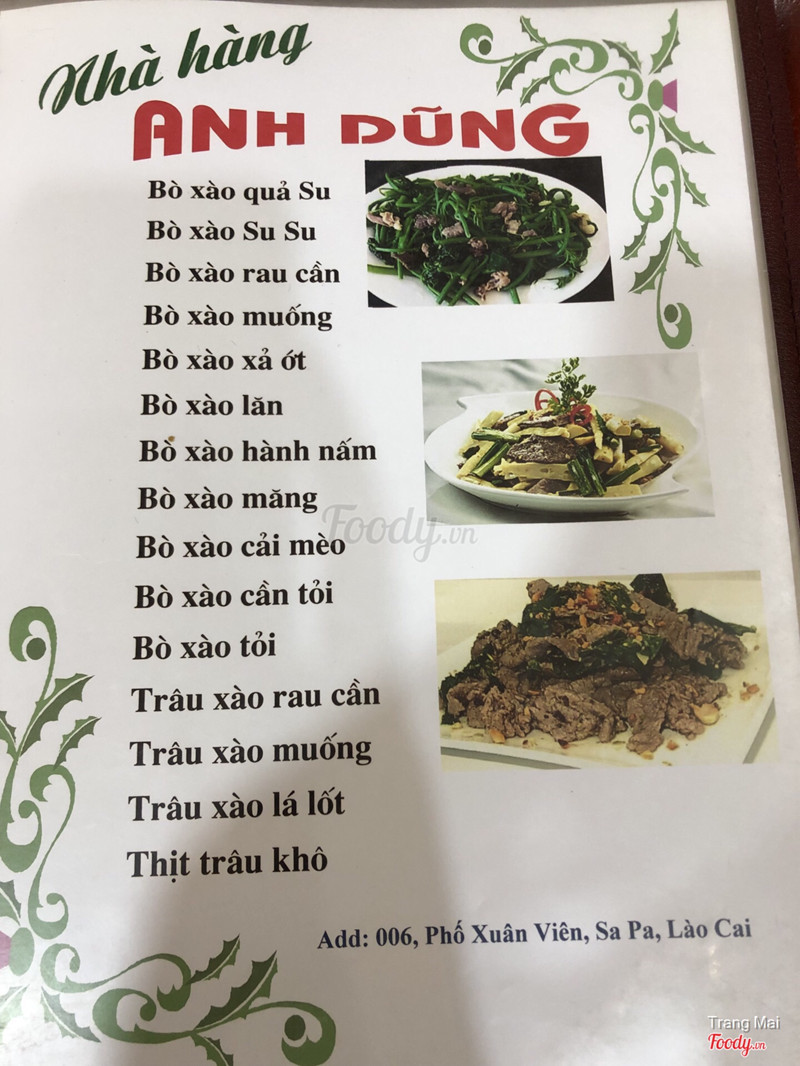 Nhà hàng
ANH DŨNG
Bò xào quả Su
Bò xào Su Su
Bò xào rau cần
Bò xào muống
Bò xào xả ớt
Bò xào lăn
Bò xào hành nấm
Bò xào măng
Foody.vn
Bò xào cải mèo
Bò xào cần tỏi
Bò xào tỏi
Trâu xào rau cần
Trâu xào muống
Trâu xào lá lốt
Thịt trâu khô
Add: 006, Phố Xuân Viên, Sa Pa, Lào Cai
Trang Mai
Foody.vn